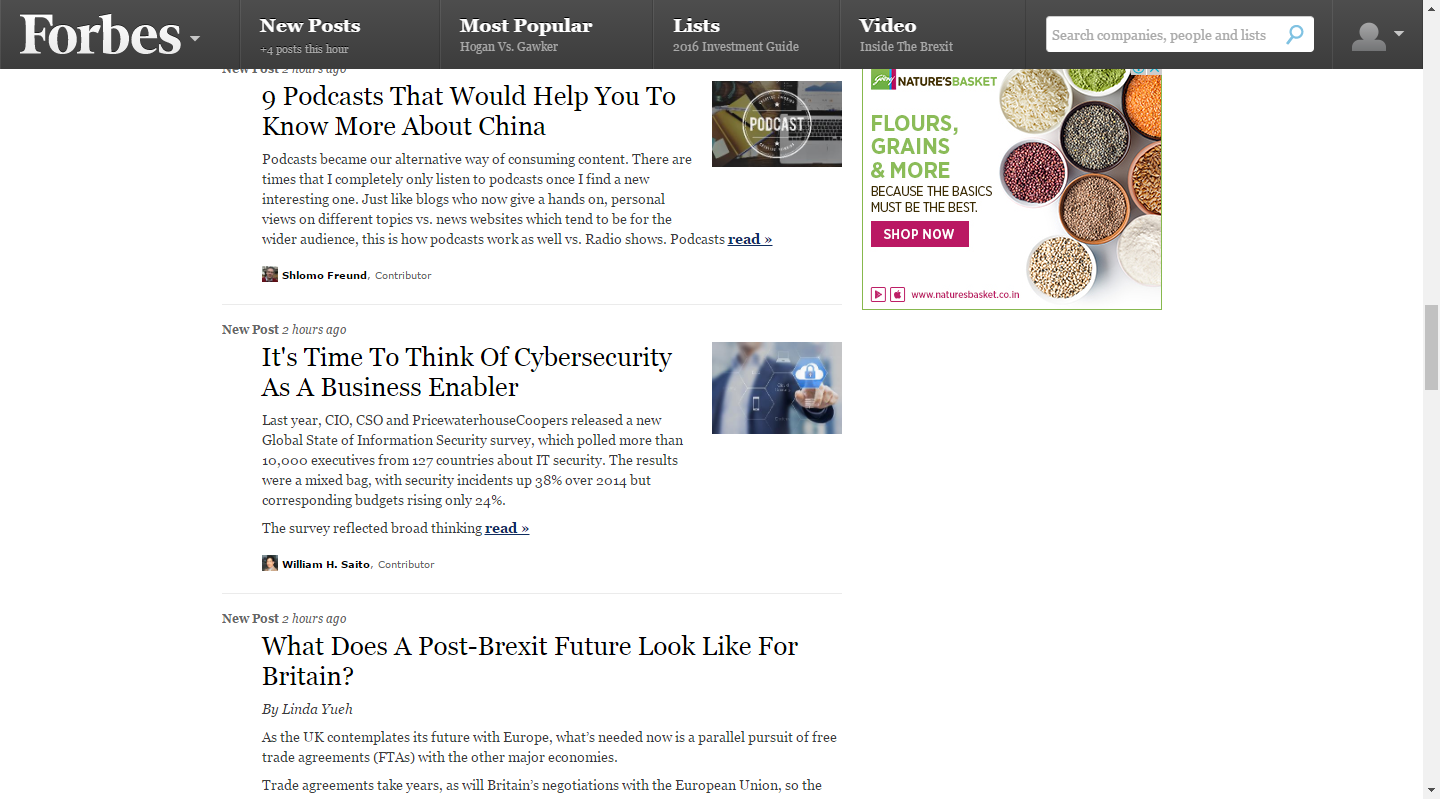 Forbes
New Posts
+4 posts this hour
Most Popular
Hogan Vs. Gawker
Lists
2016 Investment Guide
Video
Inside The Brexit
Search companies, people and lists
New Post 2 hours ago
9 Podcasts That Would Help You To
Know More About China
Podcasts became our alternative way of consuming content. There are
times that I completely only listen to podcasts once I find a new
interesting one. Just like blogs who now give a hands on, personal
views on different topics vs. news websites which tend to be for the
wider audience, this is how podcasts work as well vs. Radio shows. Podcasts read »
Shlomo Freund, Contributor
PODCAST
New Post 2 hours ago
It's Time To Think Of Cybersecurity
As A Business Enabler
Last year, CIO, CSO and PricewaterhouseCoopers released a new
Global State of Information Security survey, which polled more than
10,000 executives from 127 countries about IT security. The results
were a mixed bag, with security incidents up 38% over 2014 but
corresponding budgets rising only 24%.
The survey reflected broad thinking read »
William H. Saito, Contributor
New Post 2 hours ago
What Does A Post-Brexit Future Look Like For
Britain?
By Linda Yueh
As the UK contemplates its future with Europe, what’s needed now is a parallel pursuit of free
trade agreements (FTAs) with the other major economies.
Trade agreements take years, as will Britain’s negotiations with the European Union, so the
Godrej NATURE'S BASKET
FLOURS,
GRAINS
& MORE
BECAUSE THE BASICS
MUST BE THE BEST.
SHOP NOW
www.naturesbasket.co.in